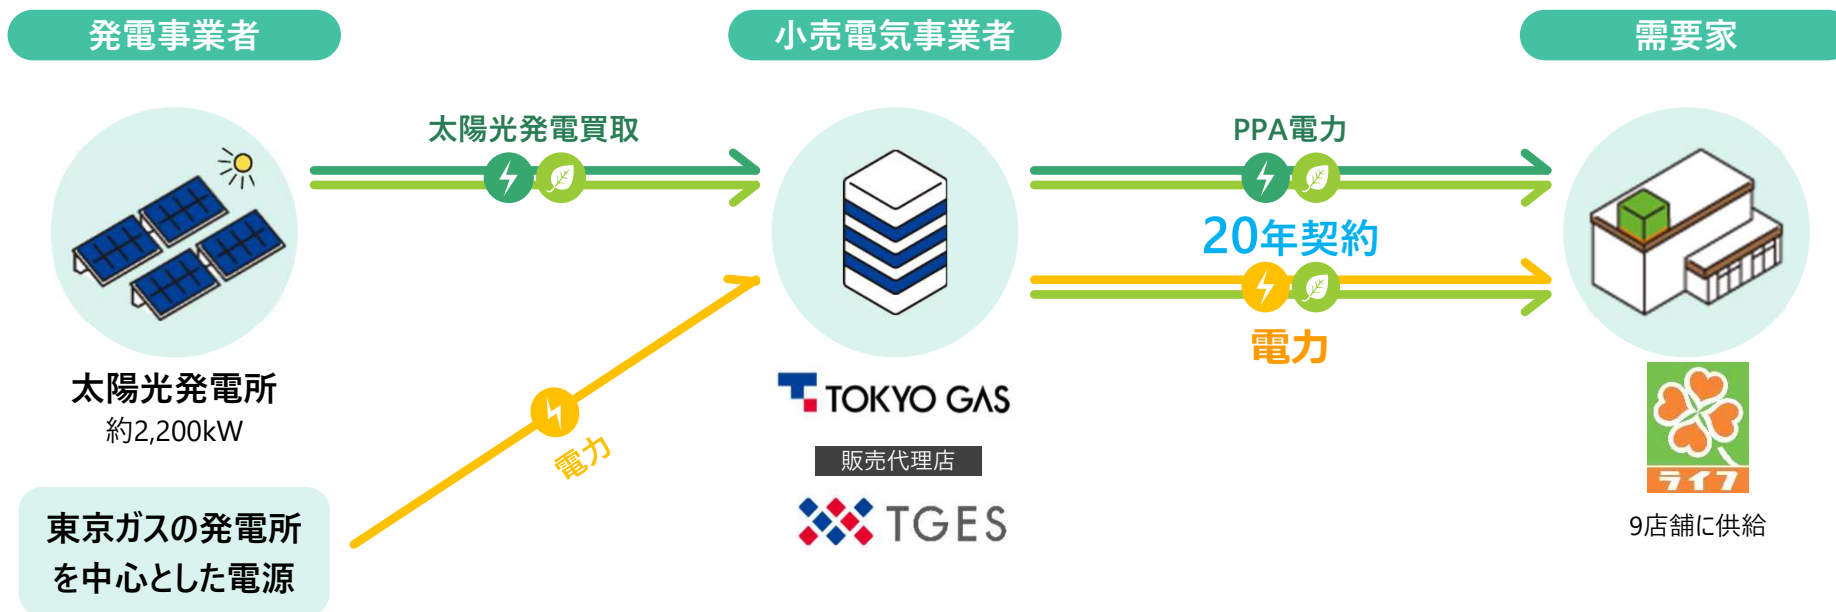 発電事業者
小売電気事業者
需要家
太陽光発電買取
PPA電力
20年契約
電力
太陽光発電所
約2,200kW
電力
東京ガスの発電所
を中心とした電源
TOKYO GAS
販売代理店
TGES
ライフ
9店舗に供給